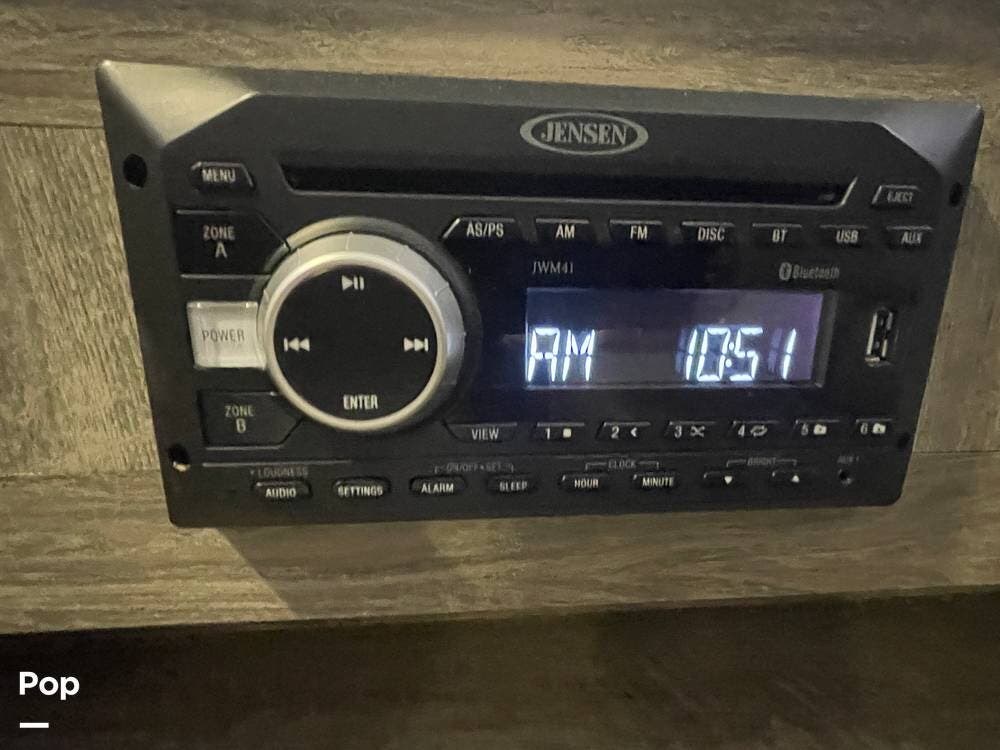 JENSEN
MENU
EJECT
ZONE
A
AS/PS AM FM DISC BT USB AUX
JWM41
Bluetooth
POWER
AM 10:51
ENTER
ZONE
B
VIEW 1 2 3 4 5 6
LOUDNESS ON/OFF • SET CLOCK BRIGHT AUX 1
AUDIO SETTINGS ALARM SLEEP HOUR MINUTE
Pop